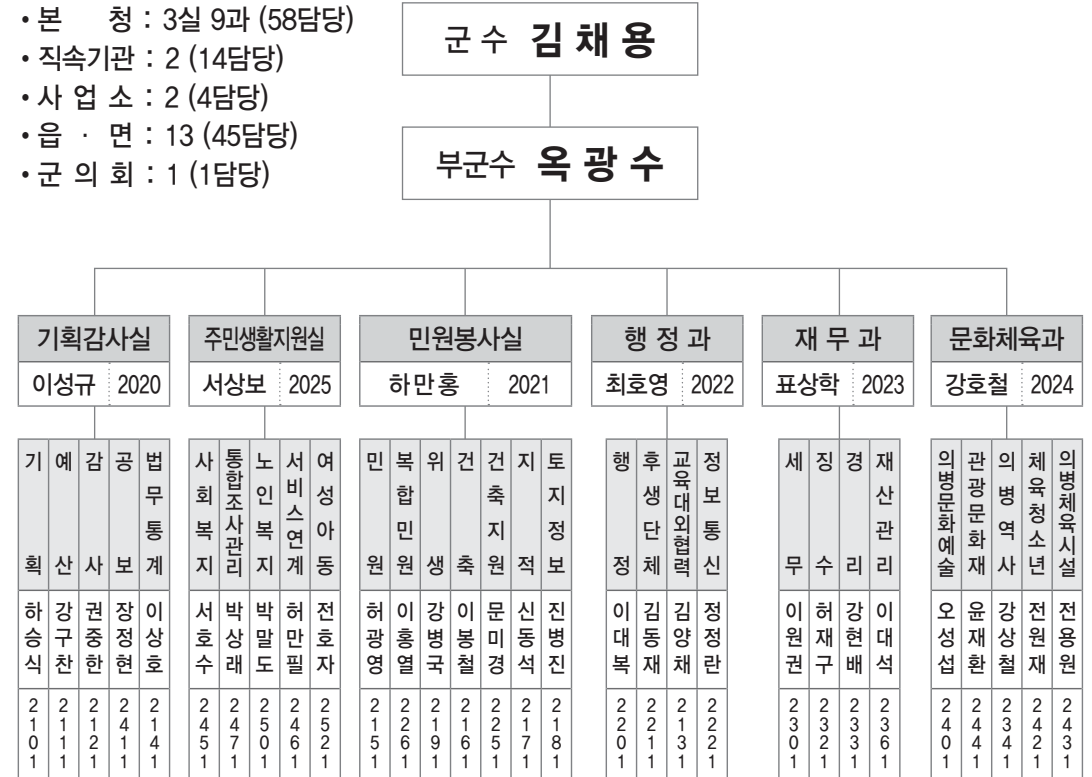 • 본 청 : 3실 9과 (58담당)
• 직속기관 : 2 (14담당)
• 사 업 소 : 2 (4담당)
• 읍 · 면 : 13 (45담당)
• 군 의 회 : 1 (1담당)
군 수 김 채 용
부군수 옥 광 수
기획감사실
이성규 2020
기획 예산 감사 공보 법무통계
하승식 강구찬 권중한 장정현 이상호
2101 2111 2121 2411 2141
주민생활지원실
서상보 2025
사회복지 통합조사관리 노인복지 서비스연계 여성아동
서호수 박상래 박말도 허만필 전호자
2451 2471 2501 2461 2521
민원봉사실
하만홍 2021
민원 복합민원 위생 건축 건축지원 지적 토지정보
허광영 이홍열 강병국 이봉철 문미경 신동석 진병진
2151 2261 2191 2161 2251 2171 2181
행 정 과
최호영 2022
행정 후생단체 교육대외협력 정보통신
이대복 김동재 김양채 정정란
2201 2211 2131 2221
재 무 과
표상학 2023
세무 징수 경리 재산관리
이원권 허재구 강현배 이대석
2301 2321 2331 2361
문화체육과
강호철 2024
의병문화예술 관광문화재 의병역사 체육청소년 의병체육시설
오성섭 윤재환 강상철 전원재 전용원
2401 2441 2341 2421 2431